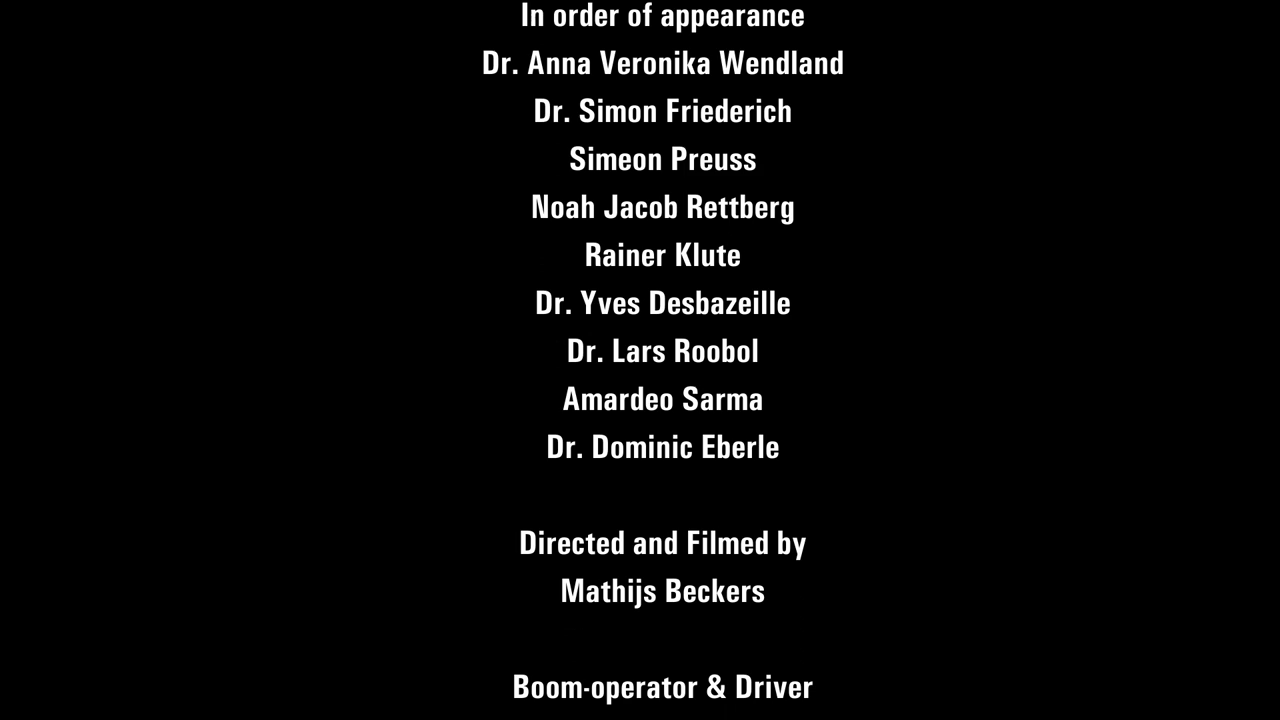 In order of appearance
Dr. Anna Veronika Wendland
Dr. Simon Friederich
Simeon Preuss
Noah Jacob Rettberg
Rainer Klute
Dr. Yves Desbazeille
Dr. Lars Roobol
Amardeo Sarma
Dr. Dominic Eberle
Directed and Filmed by
Mathijs Beckers
Boom-operator & Driver